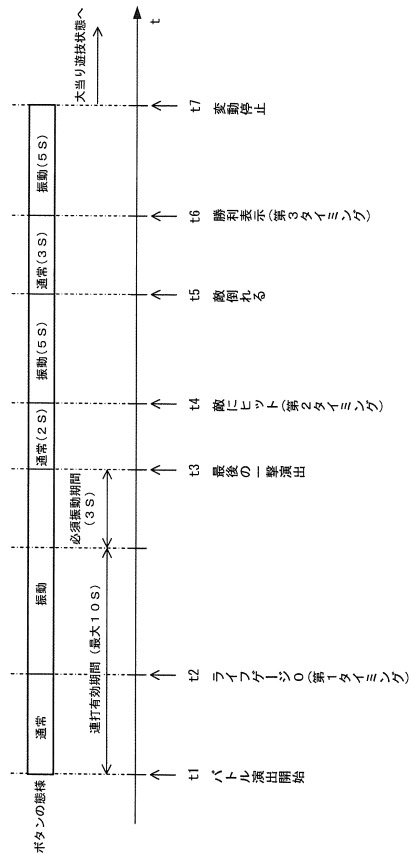 ボタンの態様
通常
振動
通常(2S)
振動(5S)
通常(3S)
振動(5S)
大当り遊技状態へ
連打有効期間(最大10S)
必須振動期間
(3S)
t
t1
バトル演出開始
t2
ライフゲージ0(第1タイミング)
t3
最後の一撃演出
t4
敵にヒット(第2タイミング)
t5
敵倒れる
t6
勝利表示(第3タイミング)
t7
変動停止